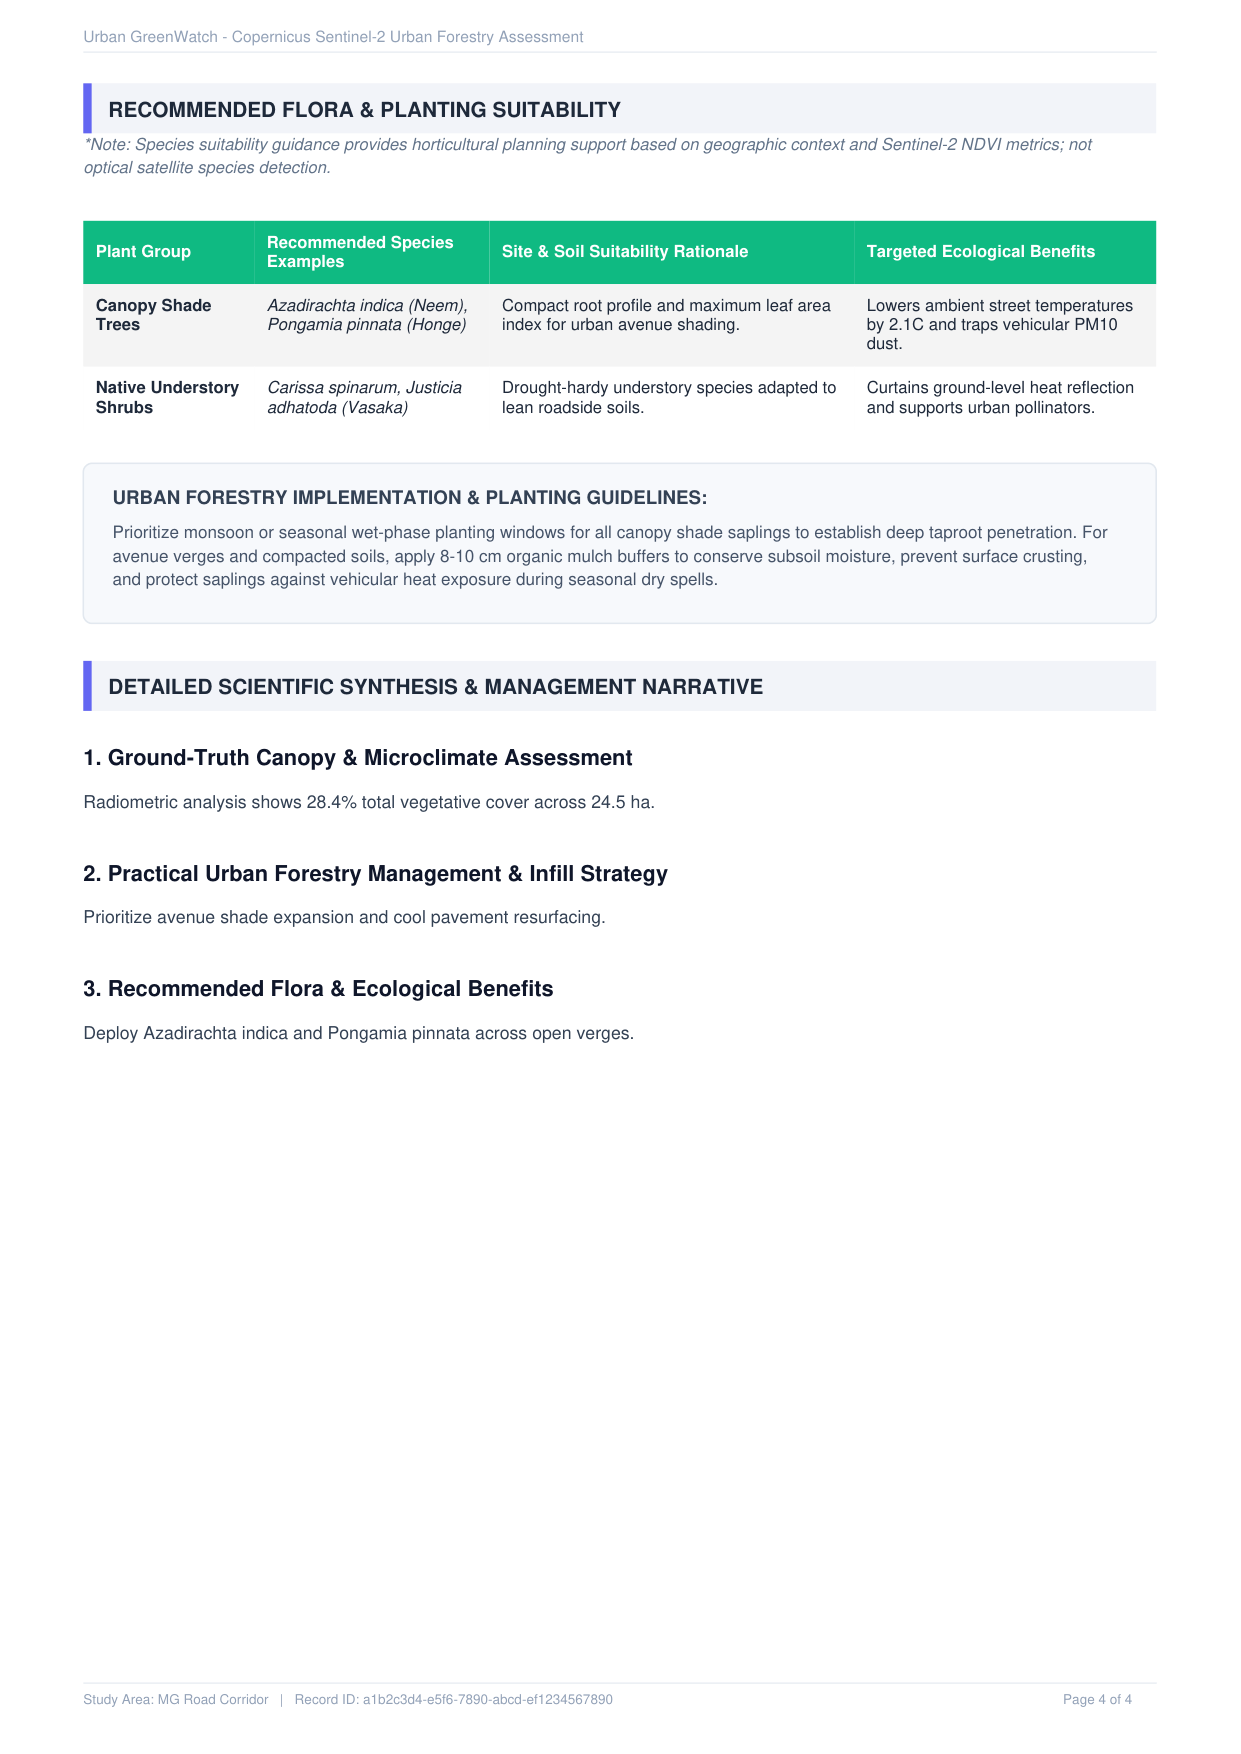 Urban GreenWatch - Copernicus Sentinel-2 Urban Forestry Assessment
RECOMMENDED FLORA & PLANTING SUITABILITY
*Note: Species suitability guidance provides horticultural planning support based on geographic context and Sentinel-2 NDVI metrics; not
optical satellite species detection.
Plant Group
Recommended Species
Examples
Site & Soil Suitability Rationale
Targeted Ecological Benefits
Canopy Shade
Trees
Azadirachta indica (Neem),
Pongamia pinnata (Honge)
Compact root profile and maximum leaf area
index for urban avenue shading.
Lowers ambient street temperatures
by 2.1C and traps vehicular PM10
dust.
Native Understory
Shrubs
Carissa spinarum, Justicia
adhatoda (Vasaka)
Drought-hardy understory species adapted to
lean roadside soils.
Curtains ground-level heat reflection
and supports urban pollinators.
URBAN FORESTRY IMPLEMENTATION & PLANTING GUIDELINES:
Prioritize monsoon or seasonal wet-phase planting windows for all canopy shade saplings to establish deep taproot penetration. For
avenue verges and compacted soils, apply 8-10 cm organic mulch buffers to conserve subsoil moisture, prevent surface crusting,
and protect saplings against vehicular heat exposure during seasonal dry spells.
DETAILED SCIENTIFIC SYNTHESIS & MANAGEMENT NARRATIVE
1. Ground-Truth Canopy & Microclimate Assessment
Radiometric analysis shows 28.4% total vegetative cover across 24.5 ha.
2. Practical Urban Forestry Management & Infill Strategy
Prioritize avenue shade expansion and cool pavement resurfacing.
3. Recommended Flora & Ecological Benefits
Deploy Azadirachta indica and Pongamia pinnata across open verges.
Study Area: MG Road Corridor | Record ID: a1b2c3d4-e5f6-7890-abcd-ef1234567890
Page 4 of 4